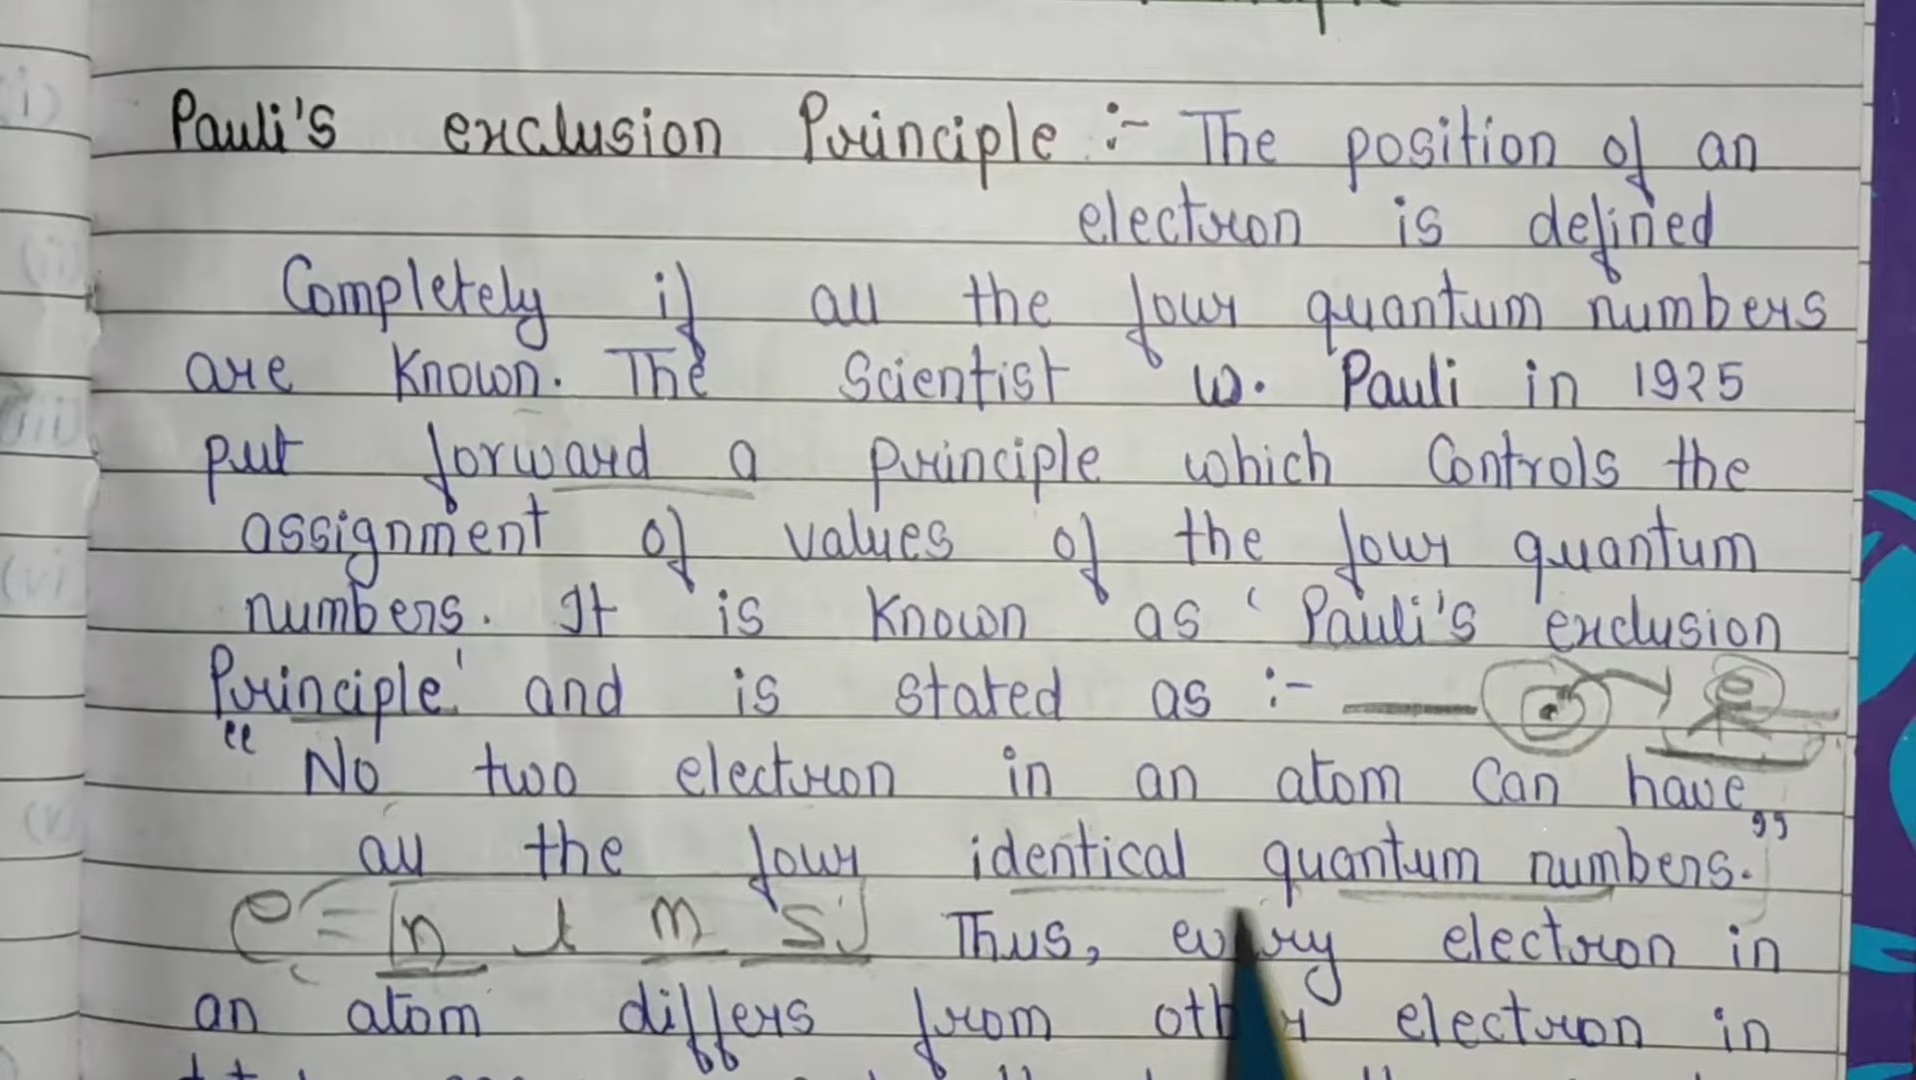 Pauli's exclusion Principle :- The position of an
electron is defined
Completely if all the four quantum numbers
are known. The Scientist W. Pauli in 1925
put forward a principle which Controls the
assignment of values of the four quantum
numbers. It is known as ' Pauli's exclusion
Principle' and is stated as :-
" No two electron in an atom can have
all the four identical quantum numbers."
e = n l m s Thus, every electron in
an atom differs from other electron in